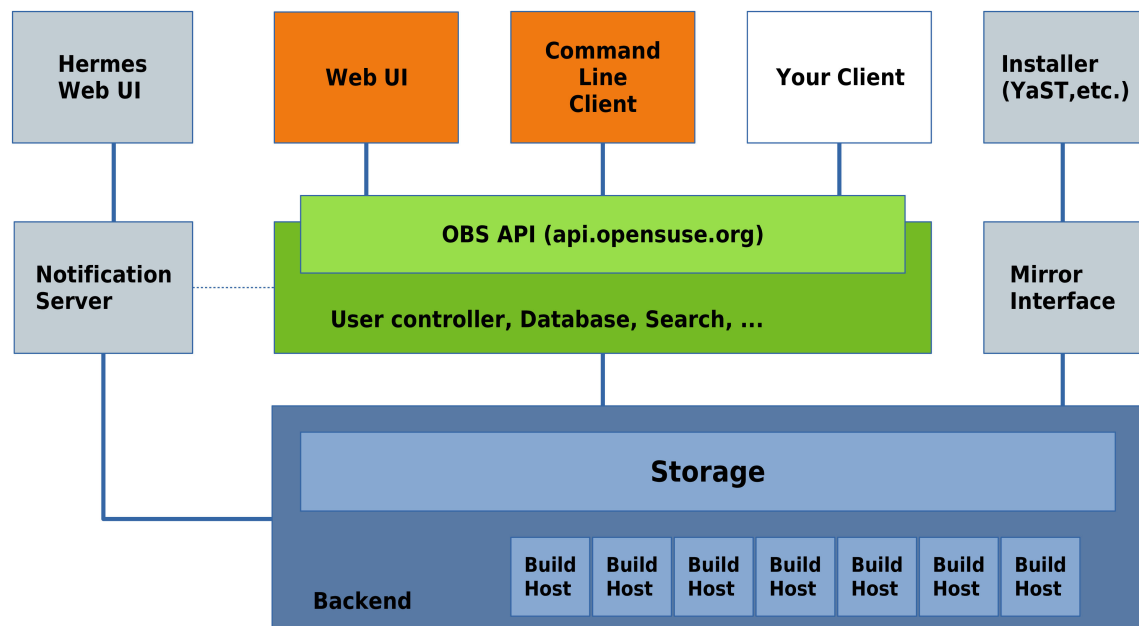 Hermes
Web UI
Web UI
Command
Line
Client
Your Client
Installer
(YaST,etc.)
OBS API (api.opensuse.org)
Notification
Server
User controller, Database, Search, ...
Mirror
Interface
Storage
Build
Host
Build
Host
Build
Host
Build
Host
Build
Host
Build
Host
Build
Host
Backend